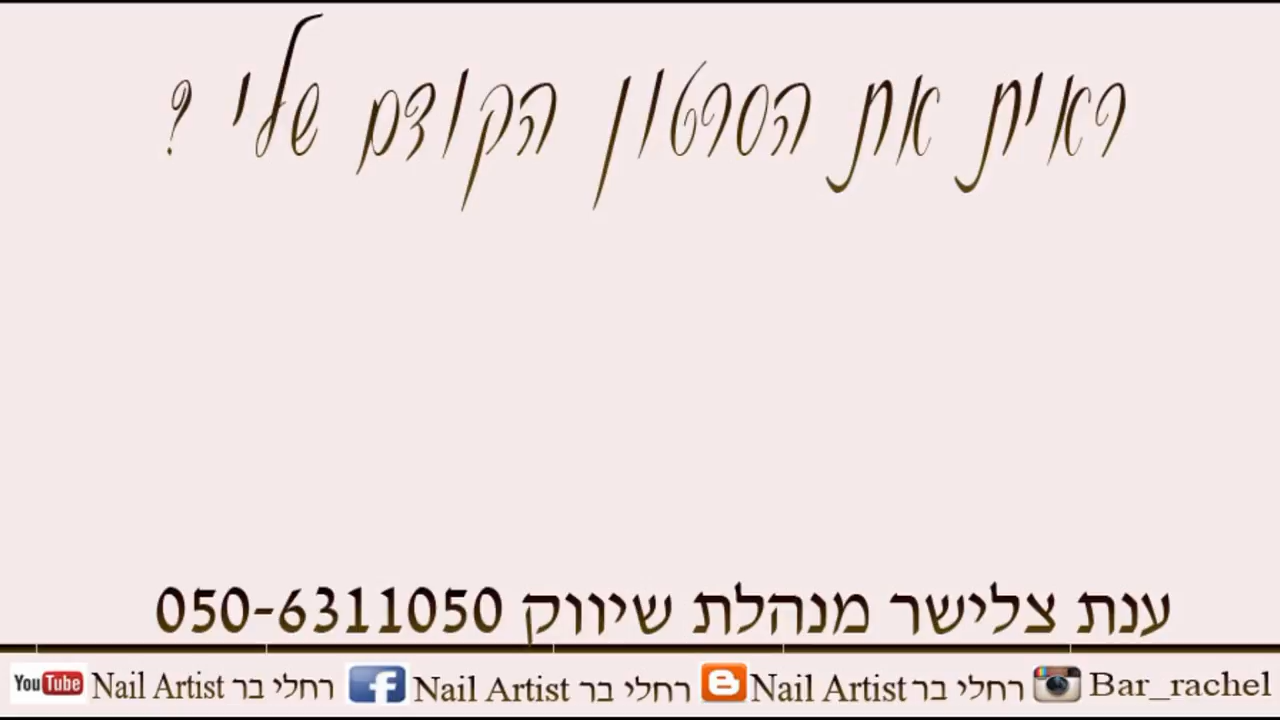 ראית את הסרטון הקודם שלי ?
ענת צלישר מנהלת שיווק 050-6311050
YouTube Nail Artist רחלי בר f Nail Artist רחלי בר B Nail Artist רחלי בר Bar_rachel